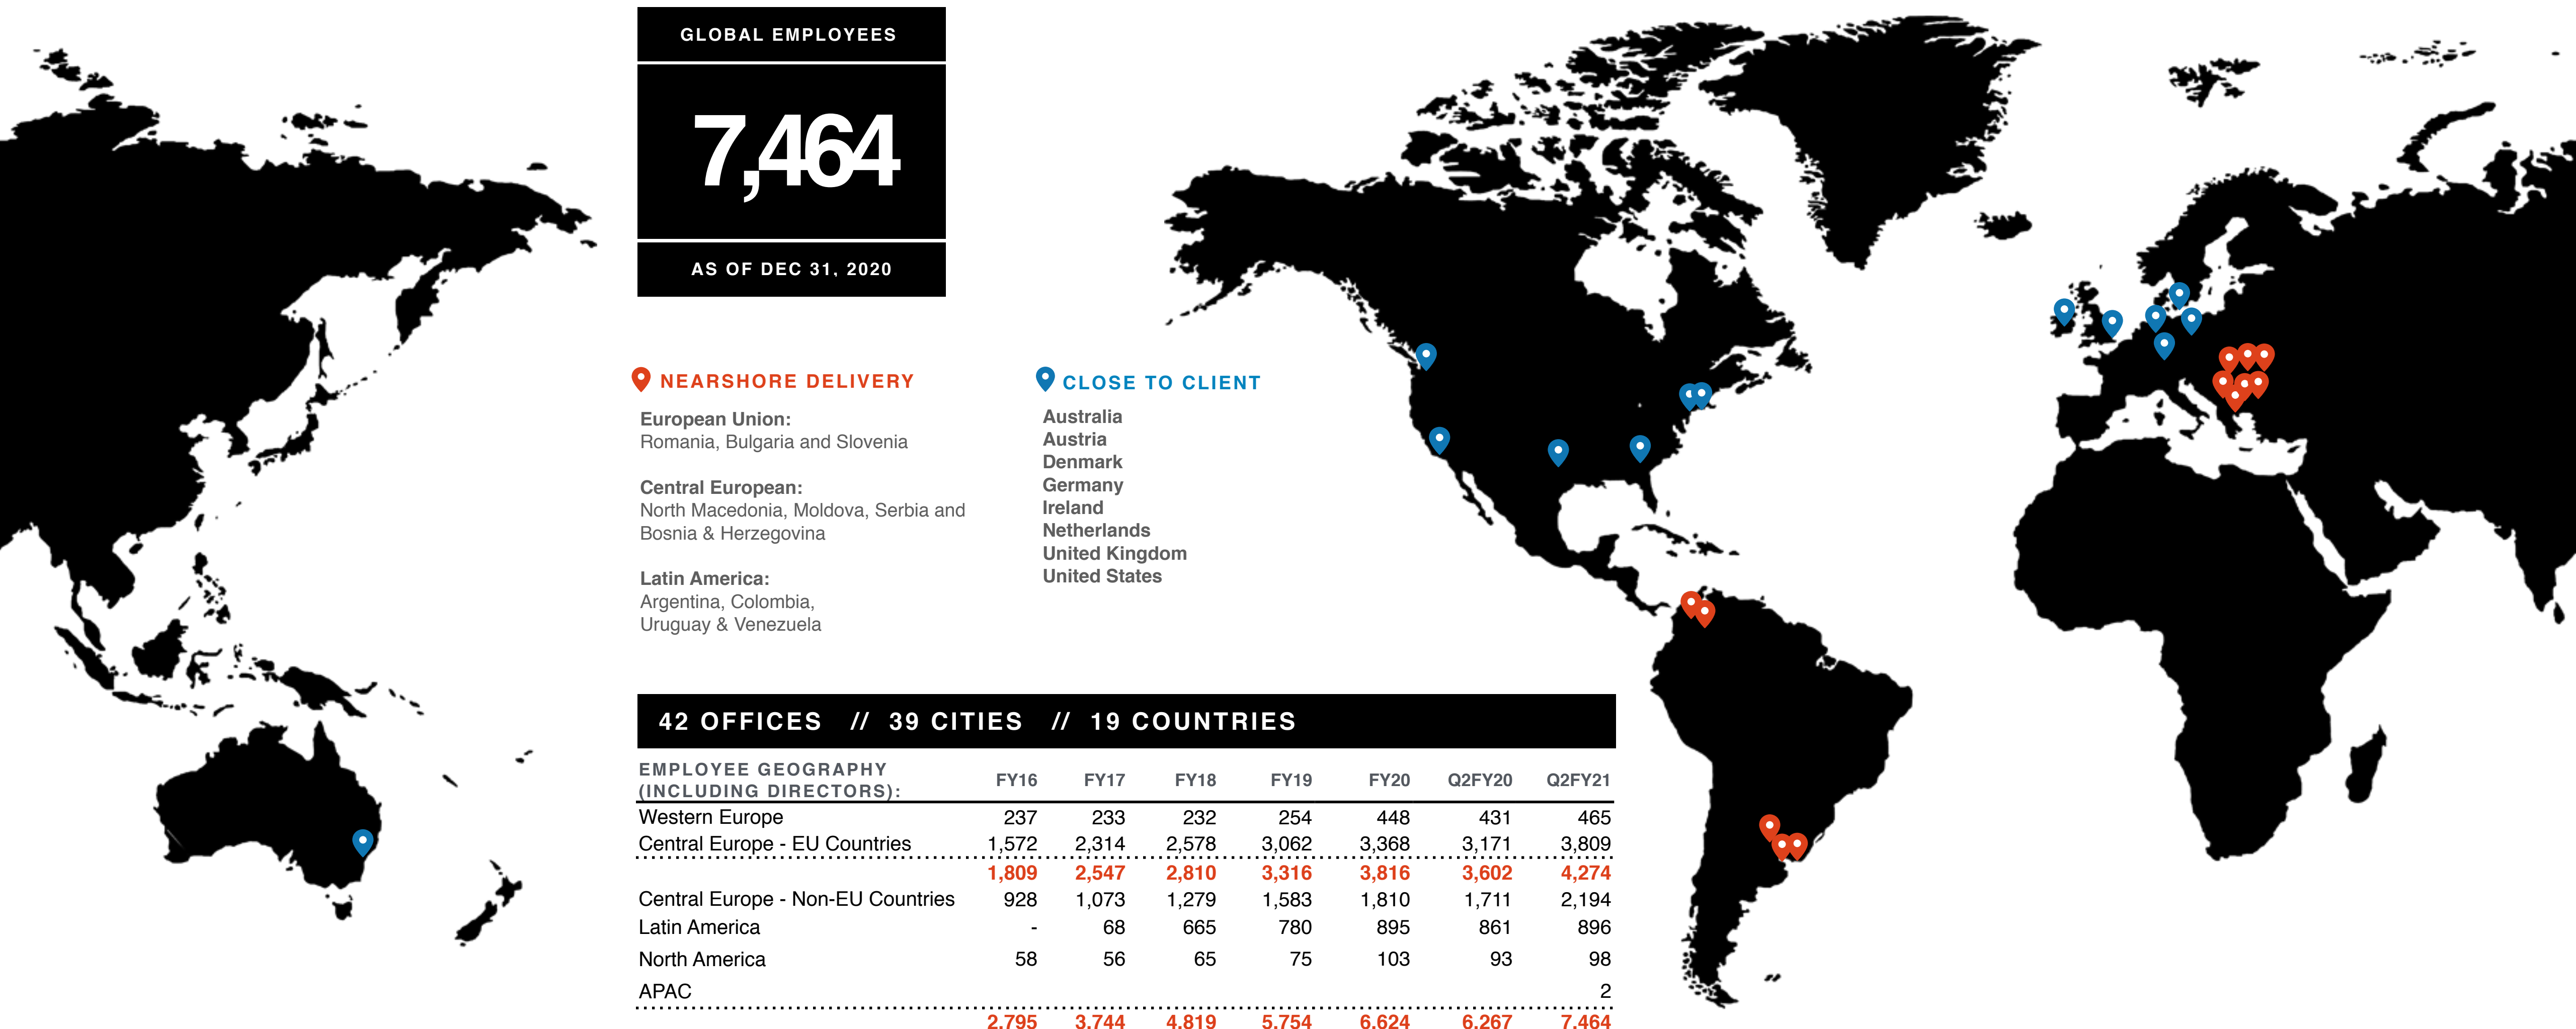 GLOBAL EMPLOYEES
7,464
AS OF DEC 31, 2020
NEARSHORE DELIVERY
European Union:
Romania, Bulgaria and Slovenia
Central European:
North Macedonia, Moldova, Serbia and
Bosnia & Herzegovina
Latin America:
Argentina, Colombia,
Uruguay & Venezuela
CLOSE TO CLIENT
Australia
Austria
Denmark
Germany
Ireland
Netherlands
United Kingdom
United States
42 OFFICES // 39 CITIES // 19 COUNTRIES
EMPLOYEE GEOGRAPHY
(INCLUDING DIRECTORS): FY16 FY17 FY18 FY19 FY20 Q2FY20 Q2FY21
Western Europe 237 233 232 254 448 431 465
Central Europe - EU Countries 1,572 2,314 2,578 3,062 3,368 3,171 3,809
1,809 2,547 2,810 3,316 3,816 3,602 4,274
Central Europe - Non-EU Countries 928 1,073 1,279 1,583 1,810 1,711 2,194
Latin America - 68 665 780 895 861 896
North America 58 56 65 75 103 93 98
APAC 2
2,795 3,744 4,819 5,754 6,624 6,267 7,464